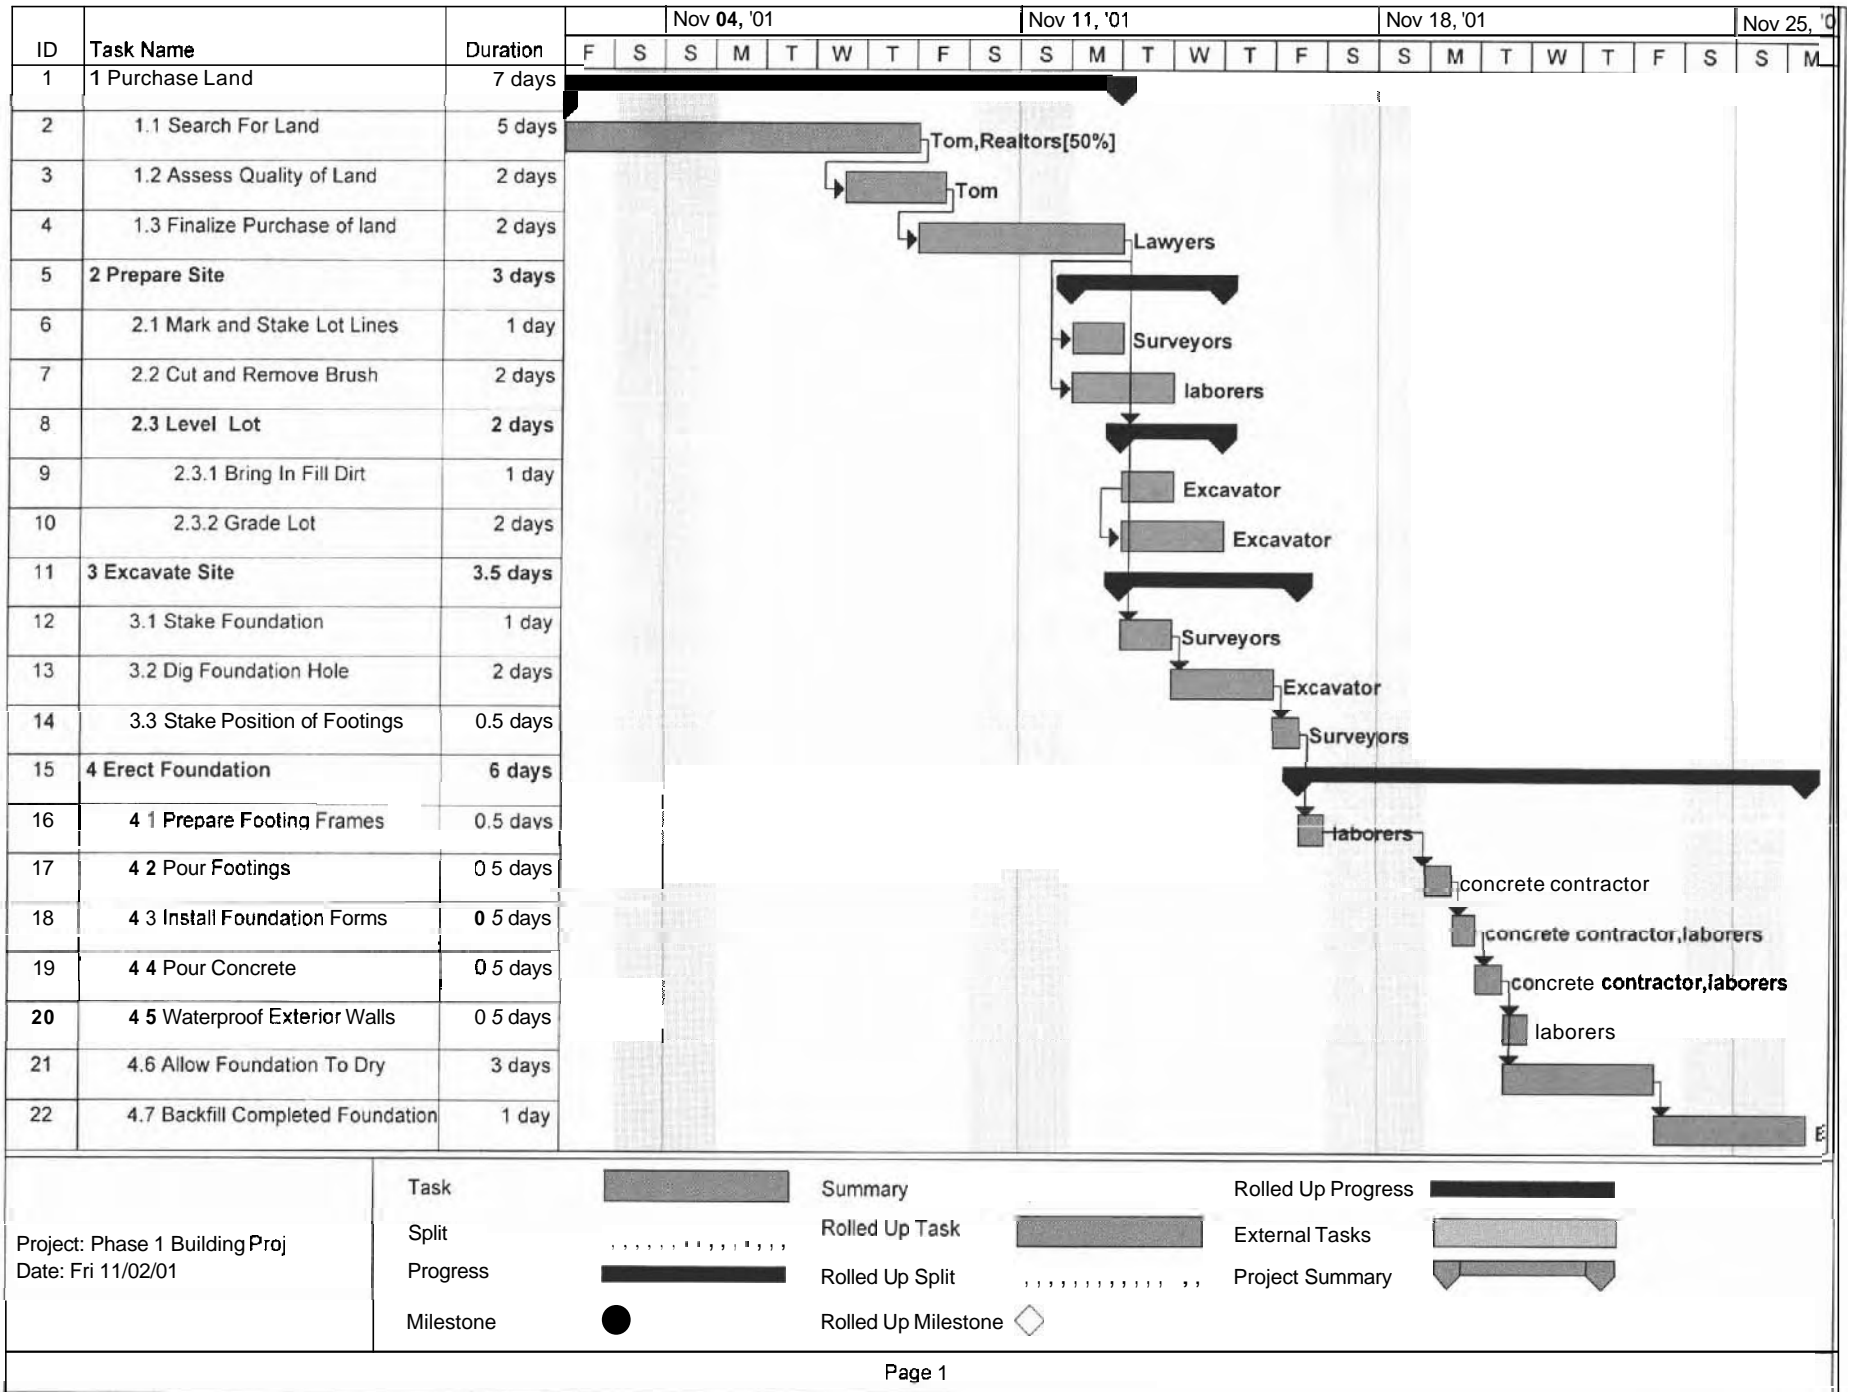 Nov 04, '01 Nov 11, '01 Nov 18, '01 Nov 25, '0
ID Task Name Duration F S S M T W T F S S M T W T F S S M T W T F S S M
1 1 Purchase Land 7 days
2 1.1 Search For Land 5 days Tom,Realtors[50%]
3 1.2 Assess Quality of Land 2 days Tom
4 1.3 Finalize Purchase of land 2 days Lawyers
5 2 Prepare Site 3 days
6 2.1 Mark and Stake Lot Lines 1 day Surveyors
7 2.2 Cut and Remove Brush 2 days laborers
8 2.3 Level Lot 2 days
9 2.3.1 Bring In Fill Dirt 1 day Excavator
10 2.3.2 Grade Lot 2 days Excavator
11 3 Excavate Site 3.5 days
12 3.1 Stake Foundation 1 day Surveyors
13 3.2 Dig Foundation Hole 2 days Excavator
14 3.3 Stake Position of Footings 0.5 days Surveyors
15 4 Erect Foundation 6 days
16 4 1 Prepare Footing Frames 0.5 days laborers
17 4 2 Pour Footings 0 5 days concrete contractor
18 4 3 Install Foundation Forms 0 5 days concrete contractor,laborers
19 4 4 Pour Concrete 0 5 days concrete contractor,laborers
20 4 5 Waterproof Exterior Walls 0 5 days laborers
21 4.6 Allow Foundation To Dry 3 days
22 4.7 Backfill Completed Foundation 1 day
Project: Phase 1 Building Proj
Date: Fri 11/02/01
Task Summary Rolled Up Progress
Split Rolled Up Task External Tasks
Progress Rolled Up Split Project Summary
Milestone Rolled Up Milestone
Page 1